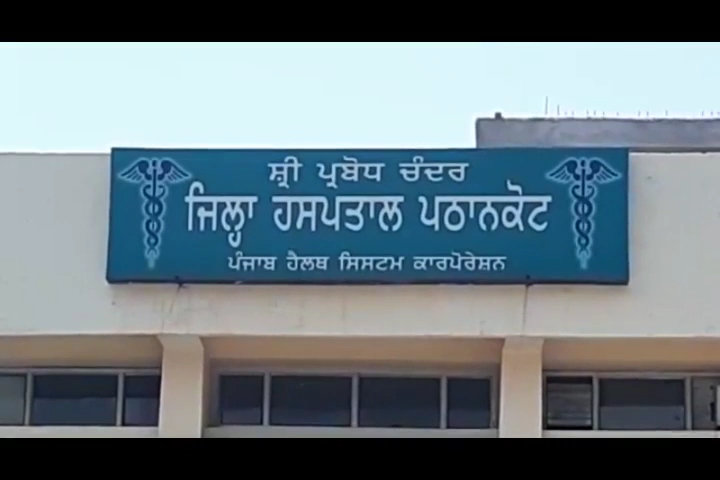 ਸ਼੍ਰੀ ਪ੍ਰਬੋਧ ਚੰਦਰ
ਜਿਲ੍ਹਾ ਹਸਪਤਾਲ ਪਠਾਨਕੋਟ
ਪੰਜਾਬ ਹੈਲਥ ਸਿਸਟਮ ਕਾਰਪੋਰੇਸ਼ਨ